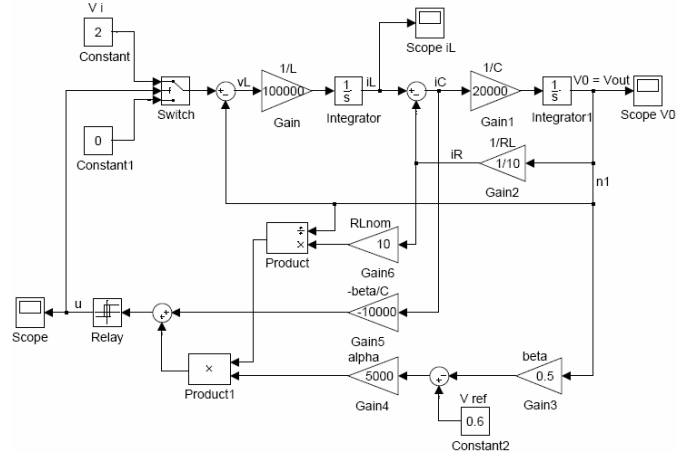 V i
2
Constant
0
Constant1
Switch
vL
1/L
100000
Gain
iL
1
s
Integrator
Scope iL
iC
1/C
20000
Gain1
1
s
Integrator1
V0 = Vout
Scope V0
iR
1/RL
1/10
Gain2
n1
RLnom
÷
×
Product
10
Gain6
-beta/C
-10000
Gain5
u
Scope
Relay
×
Product1
alpha
5000
Gain4
beta
0.5
Gain3
V ref
0.6
Constant2